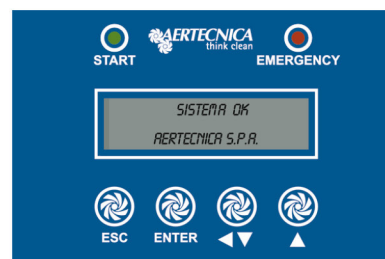 AERTECNICA
think clean
START
EMERGENCY
SISTEMA OK
AERTECNICA S.P.A.
ESC
ENTER